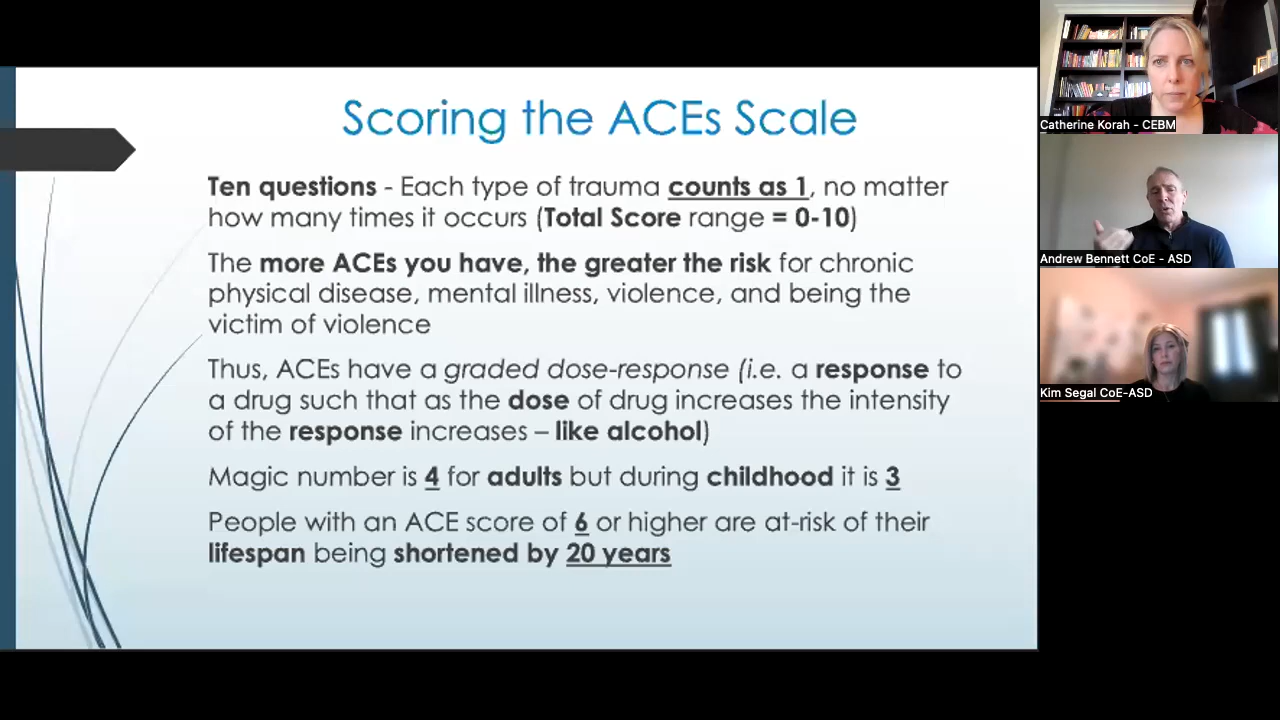 Scoring the ACEs Scale
Ten questions - Each type of trauma counts as 1, no matter
how many times it occurs (Total Score range = 0-10)
The more ACEs you have, the greater the risk for chronic
physical disease, mental illness, violence, and being the
victim of violence
Thus, ACEs have a graded dose-response (i.e. a response to
a drug such that as the dose of drug increases the intensity
of the response increases – like alcohol)
Magic number is 4 for adults but during childhood it is 3
People with an ACE score of 6 or higher are at-risk of their
lifespan being shortened by 20 years
Catherine Korah - CEBM
Andrew Bennett CoE - ASD
Kim Segal CoE-ASD